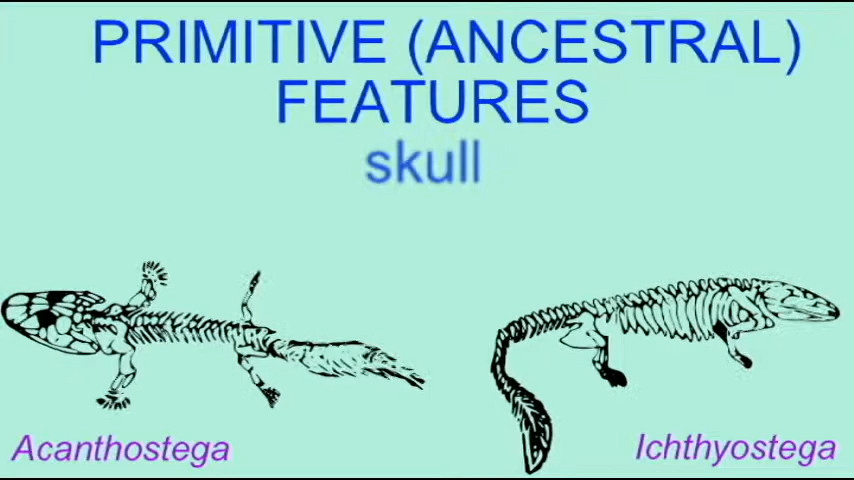 PRIMITIVE (ANCESTRAL)
FEATURES
skull
Acanthostega
Ichthyostega